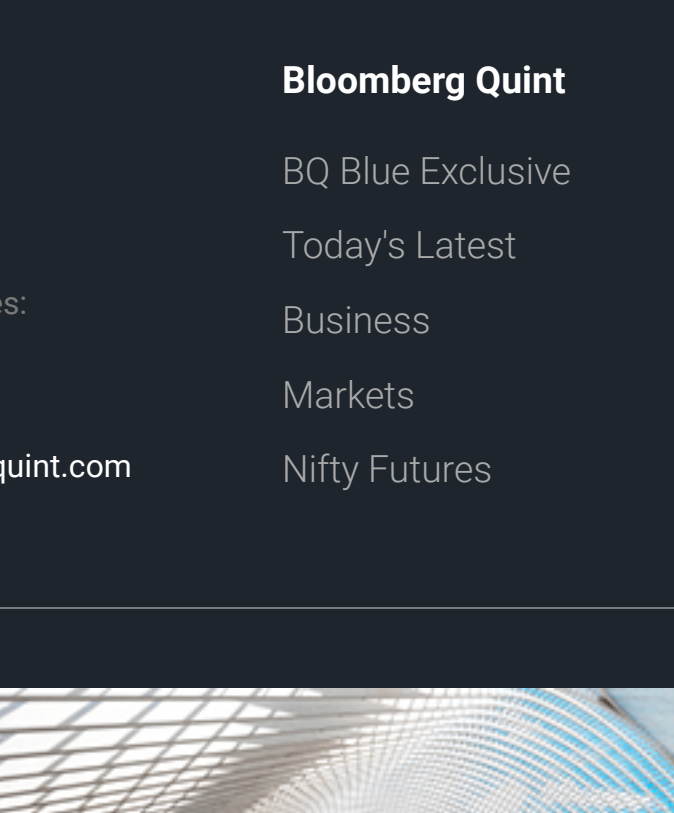 Bloomberg Quint
BQ Blue Exclusive
Today's Latest
es:
Business
Markets
quint.com
Nifty Futures